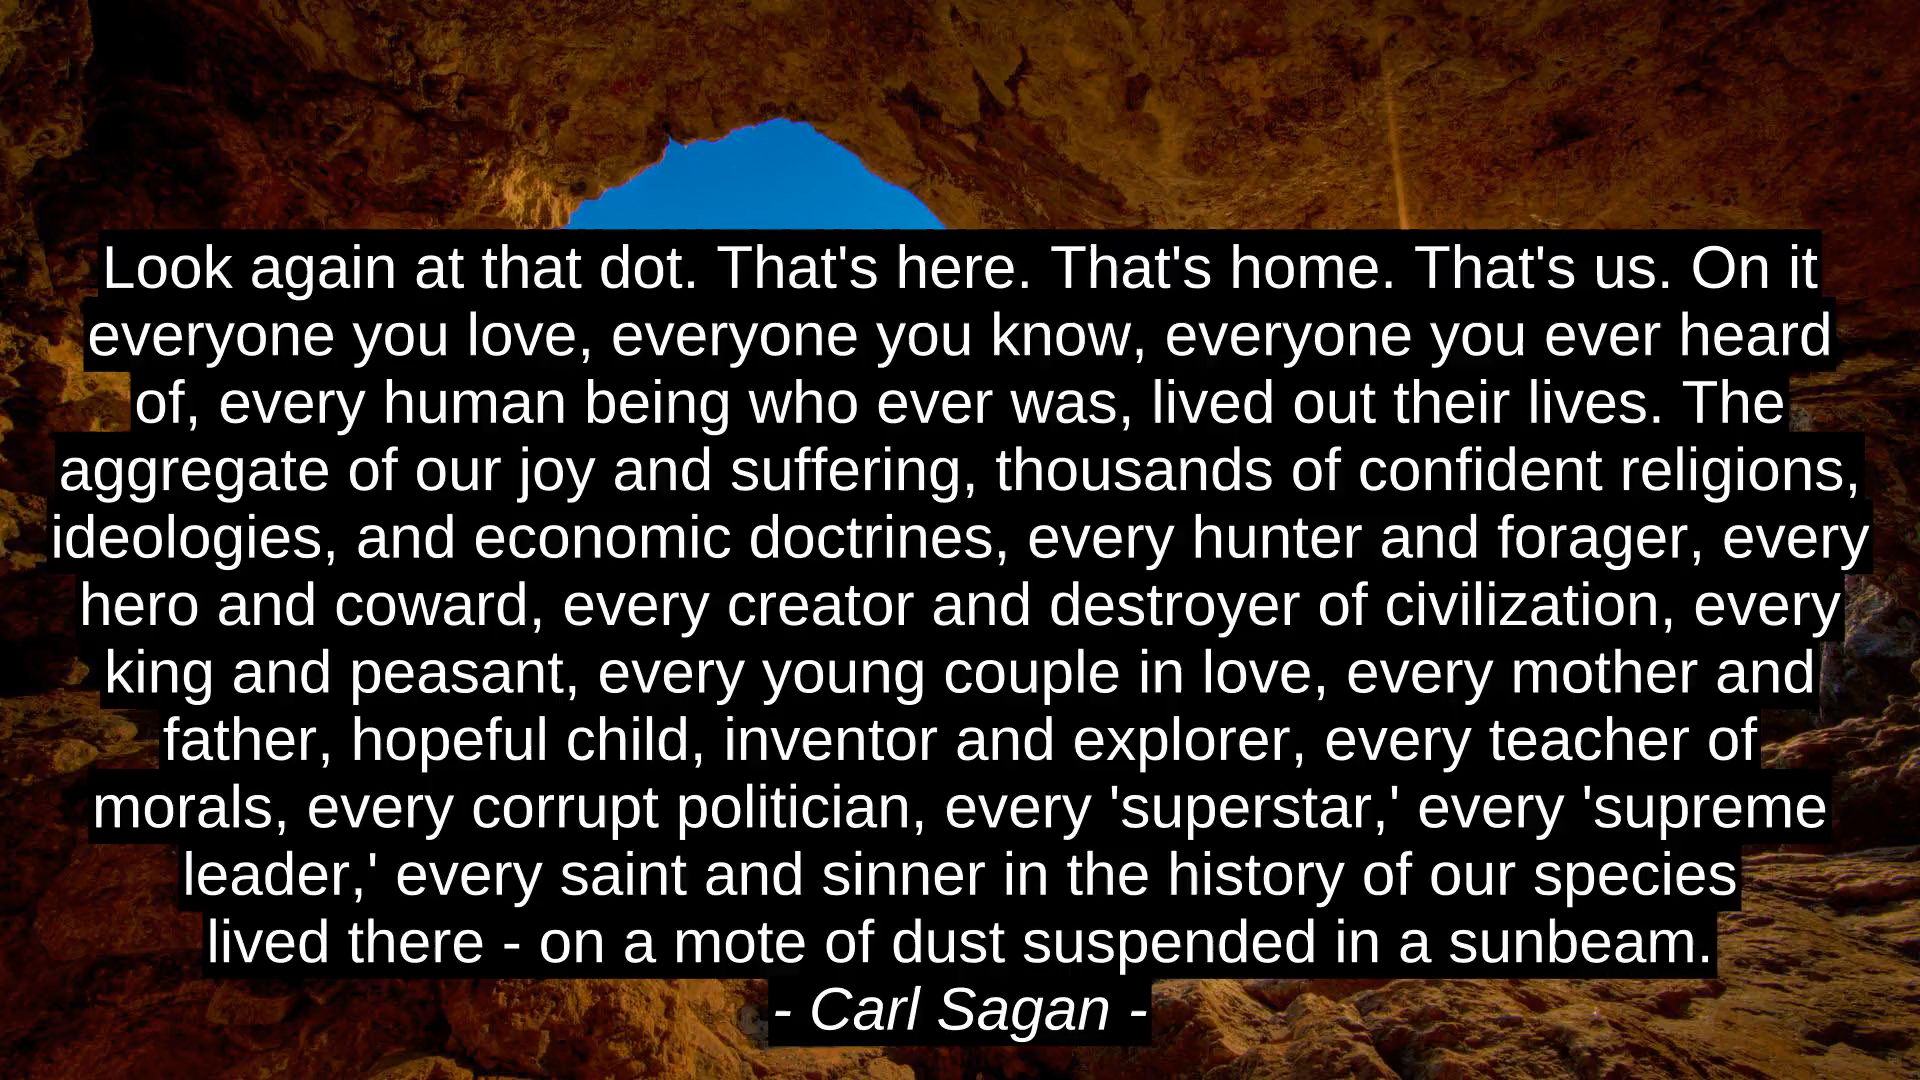 Look again at that dot. That's here. That's home. That's us. On it
everyone you love, everyone you know, everyone you ever heard
of, every human being who ever was, lived out their lives. The
aggregate of our joy and suffering, thousands of confident religions,
ideologies, and economic doctrines, every hunter and forager, every
hero and coward, every creator and destroyer of civilization, every
king and peasant, every young couple in love, every mother and
father, hopeful child, inventor and explorer, every teacher of
morals, every corrupt politician, every 'superstar,' every 'supreme
leader,' every saint and sinner in the history of our species
lived there - on a mote of dust suspended in a sunbeam.
- Carl Sagan -